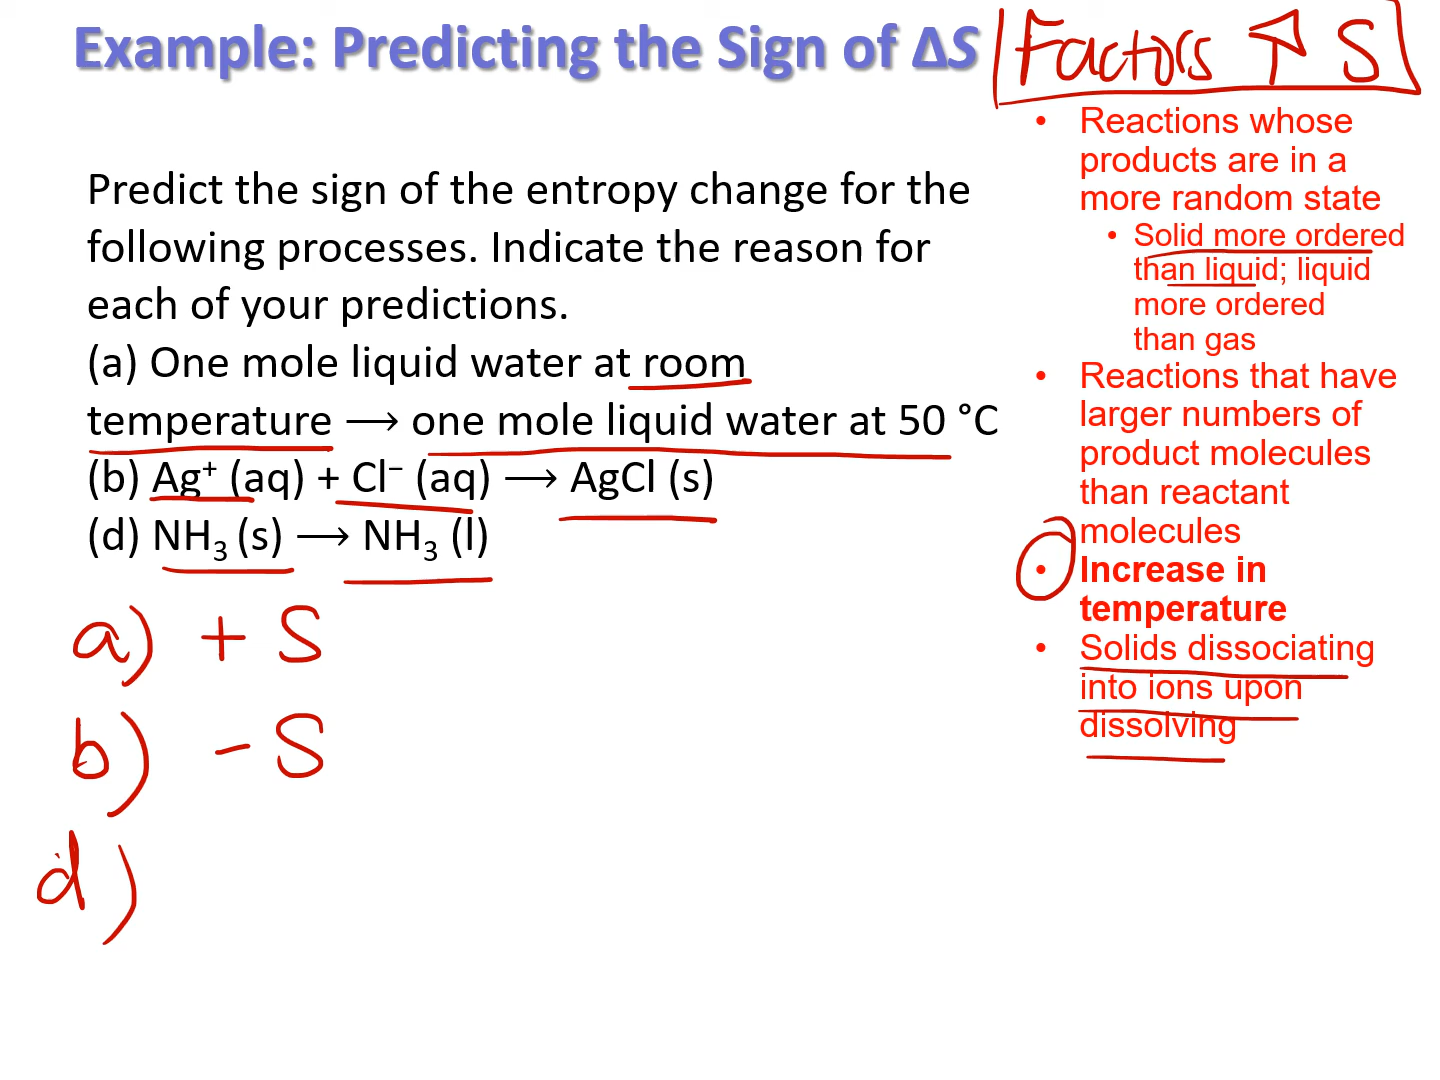 Example: Predicting the Sign of ΔS
Factors ↑ S
Predict the sign of the entropy change for the
following processes. Indicate the reason for
each of your predictions.
(a) One mole liquid water at room
temperature ⟶ one mole liquid water at 50 °C
(b) Ag⁺ (aq) + Cl⁻ (aq) ⟶ AgCl (s)
(d) NH₃ (s) ⟶ NH₃ (l)
a) + S
b) - S
d)
• Reactions whose
products are in a
more random state
• Solid more ordered
than liquid; liquid
more ordered
than gas
• Reactions that have
larger numbers of
product molecules
than reactant
molecules
• Increase in
temperature
• Solids dissociating
into ions upon
dissolving